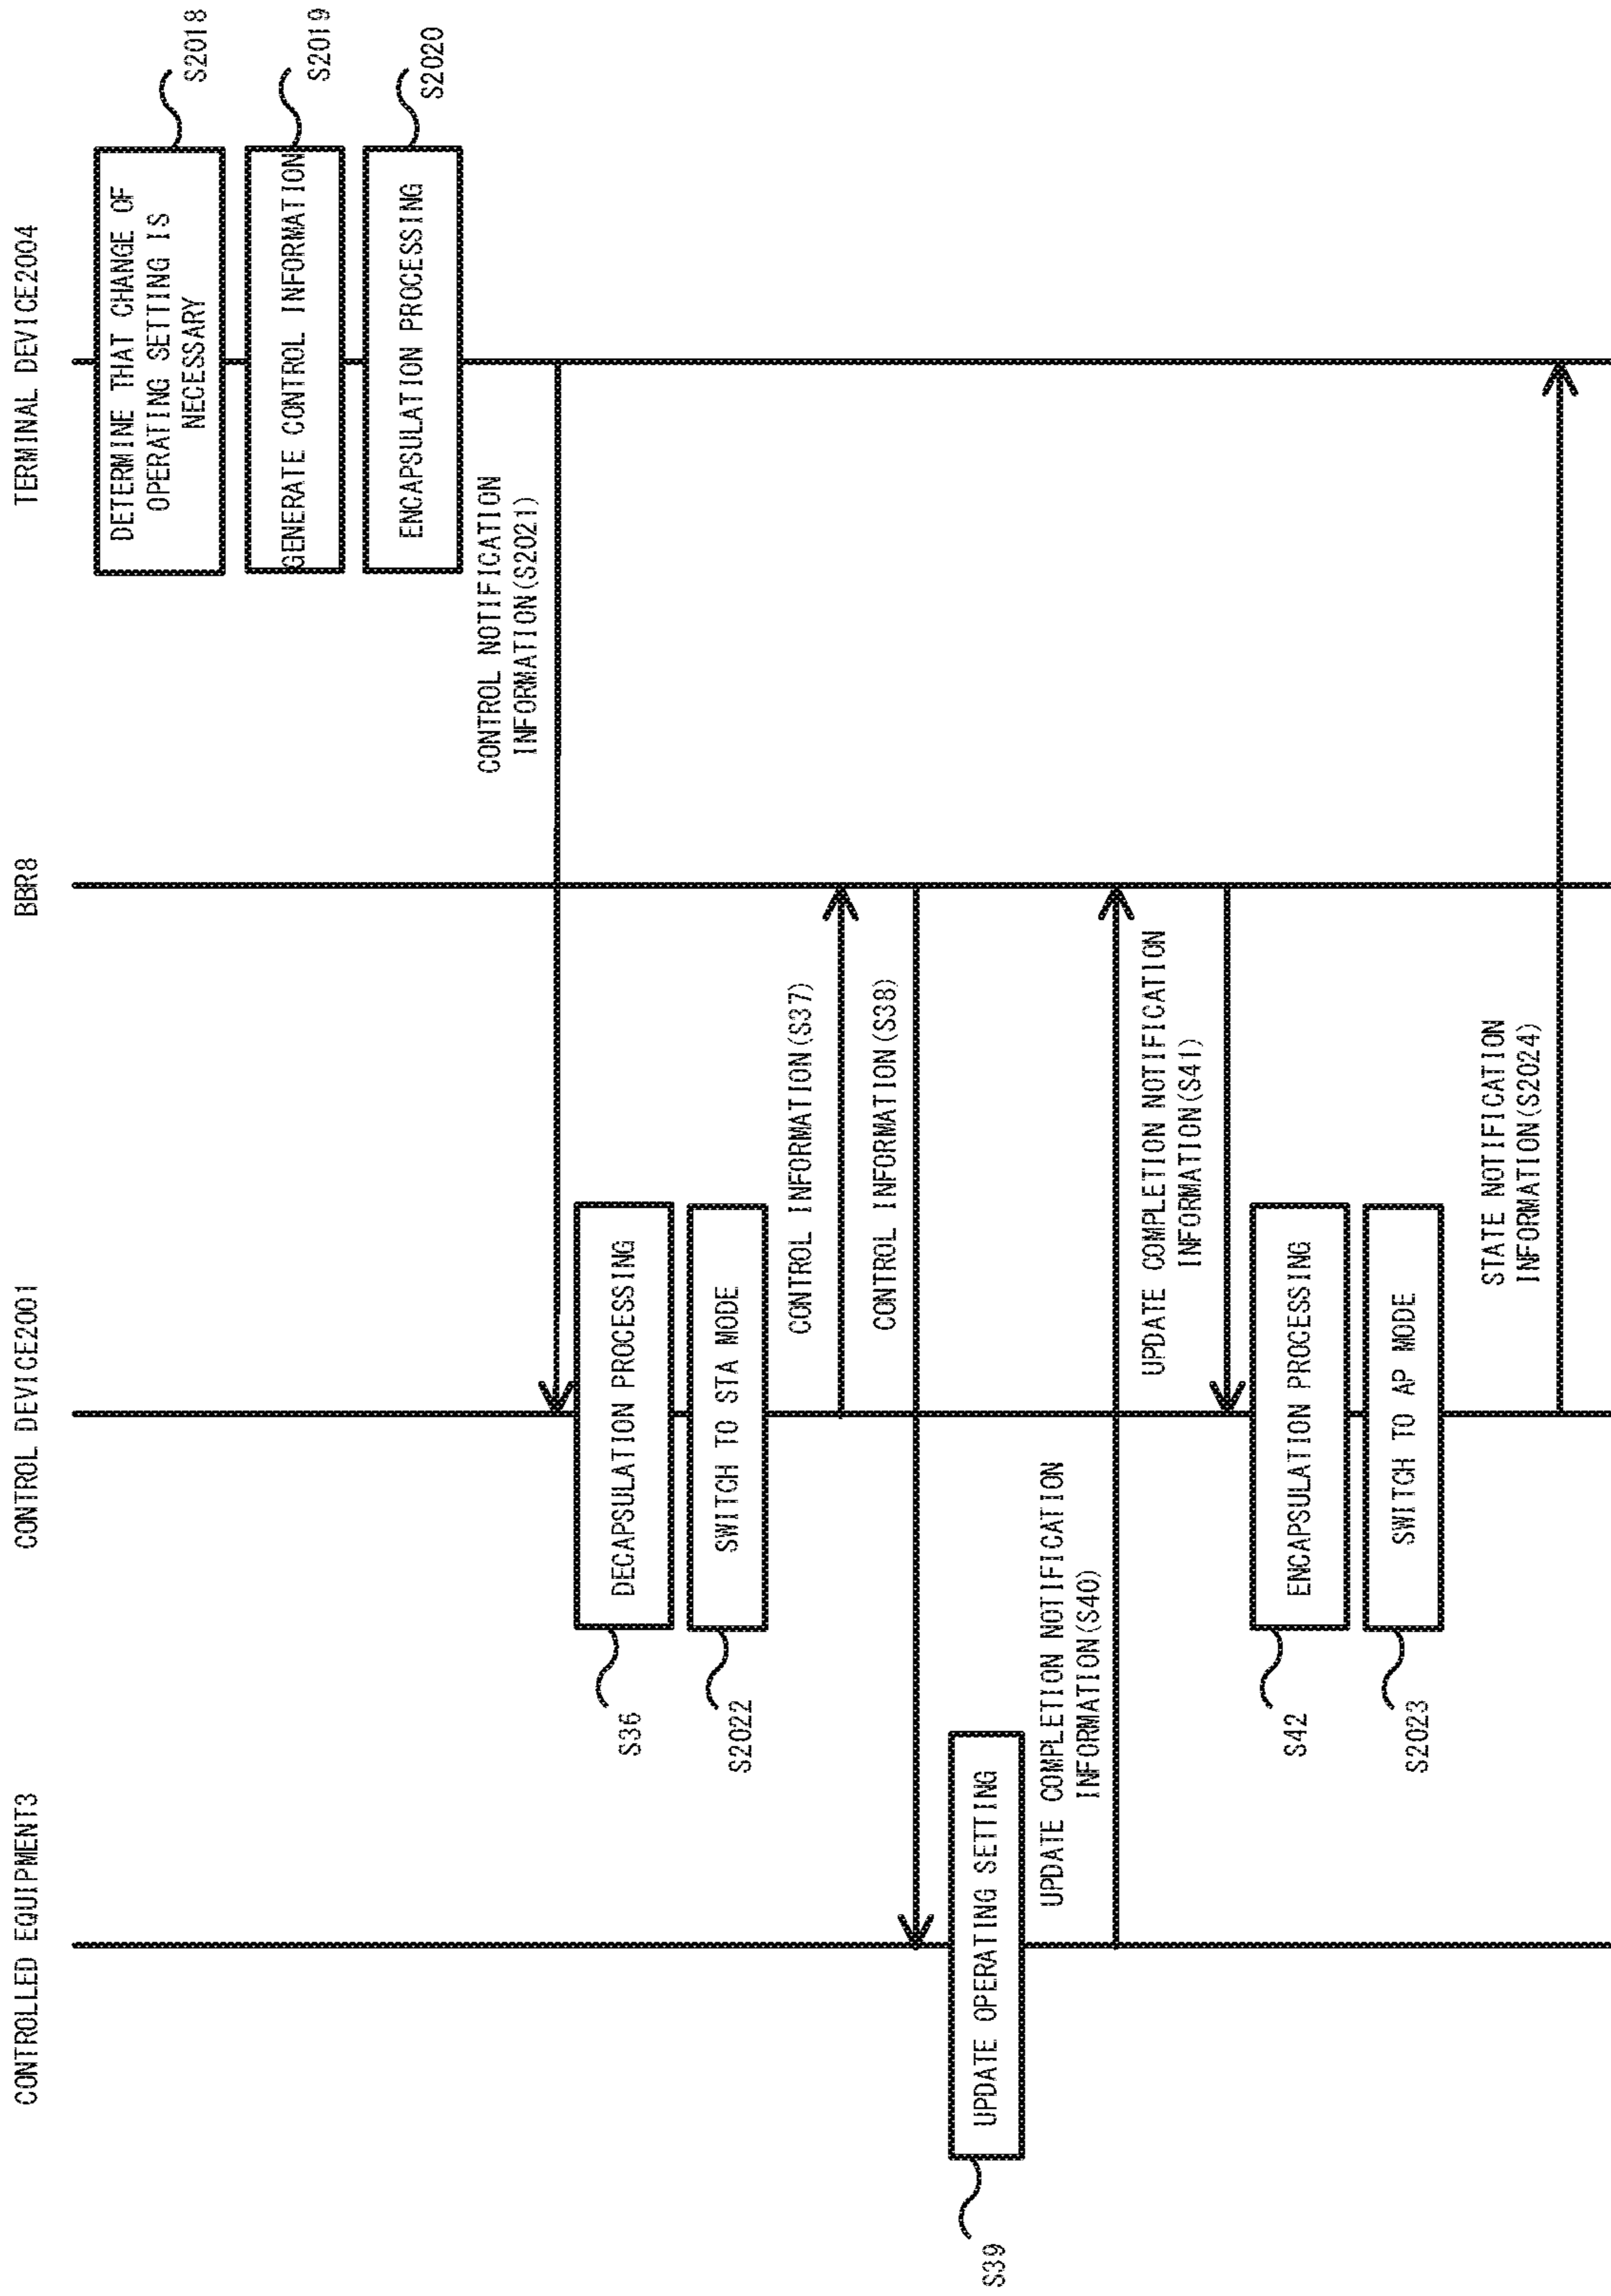 CONTROLLED EQUIPMENT3
CONTROL DEVICE2001
BBR8
TERMINAL DEVICE2004
DETERMINE THAT CHANGE OF
OPERATING SETTING IS
NECESSARY
S2018
GENERATE CONTROL INFORMATION
S2019
ENCAPSULATION PROCESSING
S2020
CONTROL NOTIFICATION
INFORMATION(S2021)
DECAPSULATION PROCESSING
S36
SWITCH TO STA MODE
S2022
CONTROL INFORMATION(S37)
CONTROL INFORMATION(S38)
UPDATE OPERATING SETTING
S39
UPDATE COMPLETION NOTIFICATION
INFORMATION(S40)
UPDATE COMPLETION NOTIFICATION
INFORMATION(S41)
ENCAPSULATION PROCESSING
S42
SWITCH TO AP MODE
S2023
STATE NOTIFICATION
INFORMATION(S2024)